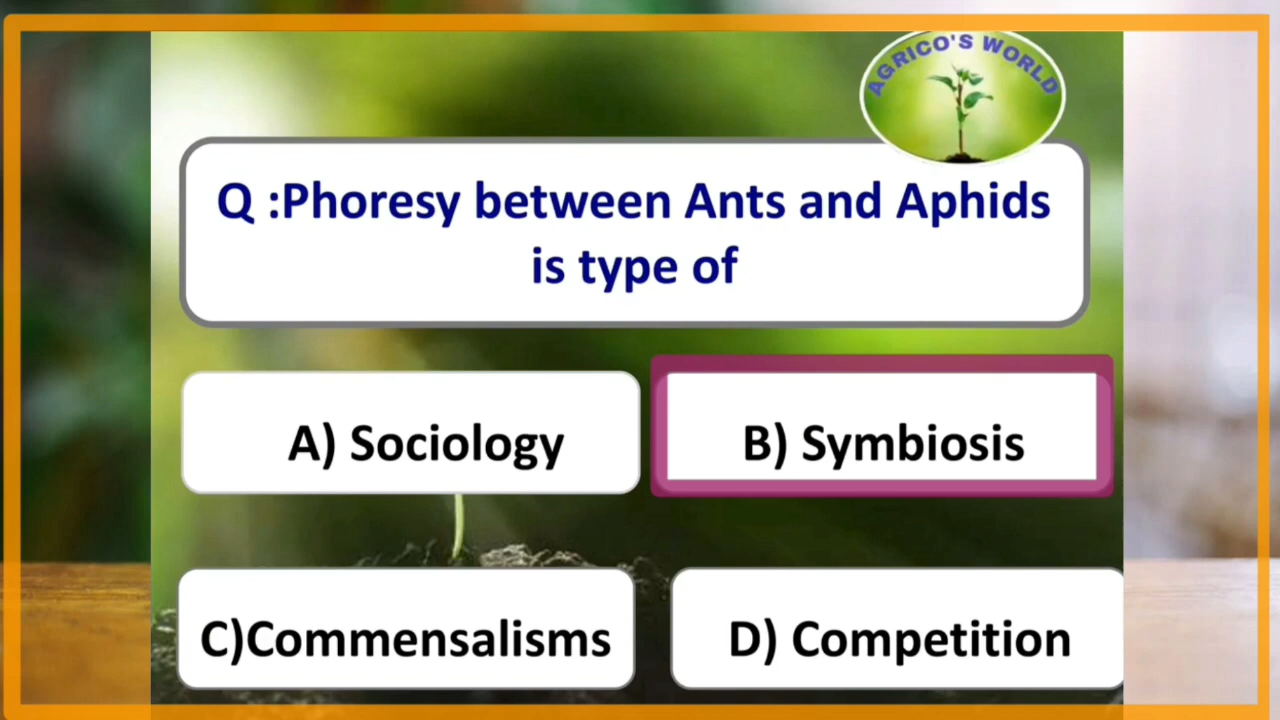 AGRICO'S WORLD
Q :Phoresy between Ants and Aphids
is type of
A) Sociology
B) Symbiosis
C)Commensalisms
D) Competition